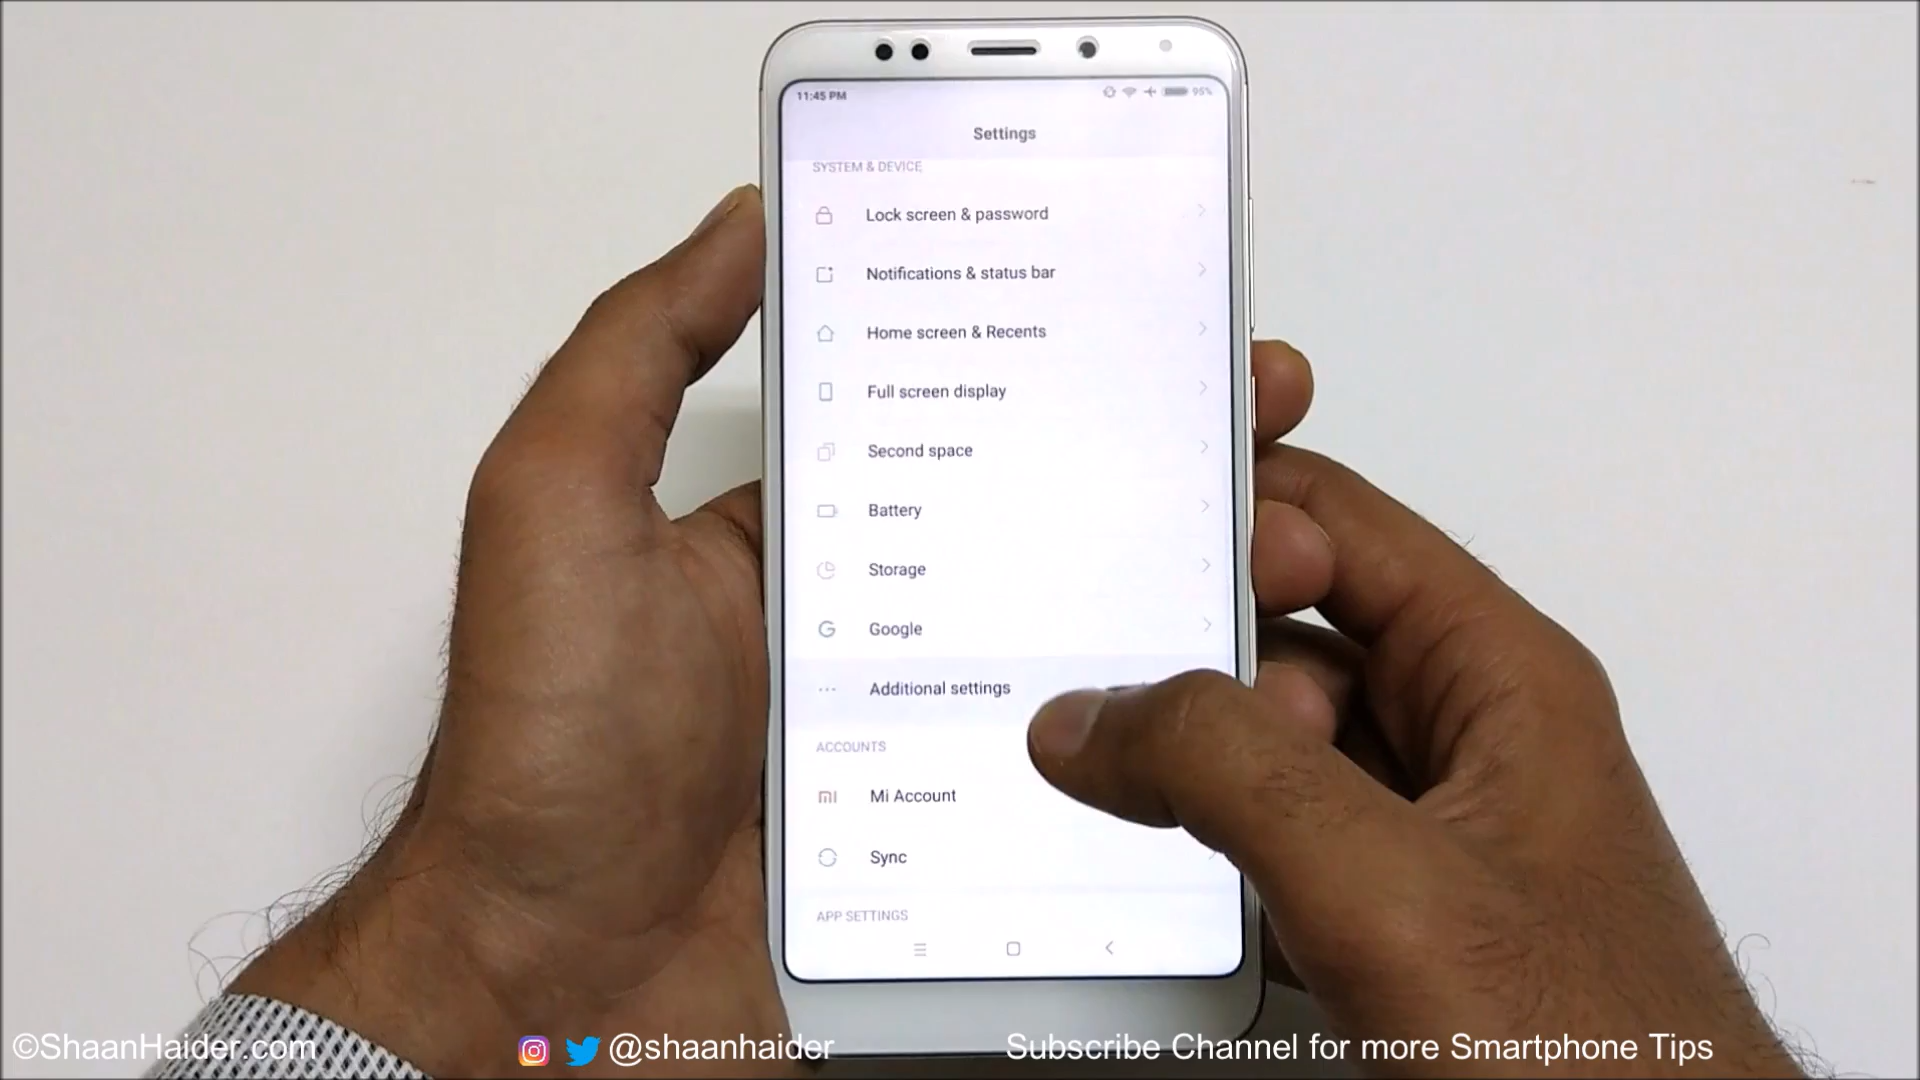 11:45 PM
95%
Settings
SYSTEM & DEVICE
Lock screen & password
Notifications & status bar
Home screen & Recents
Full screen display
Second space
Battery
Storage
Google
Additional settings
ACCOUNTS
Mi Account
Sync
APP SETTINGS
©ShaanHaider.com
@shaanhaider
Subscribe Channel for more Smartphone Tips